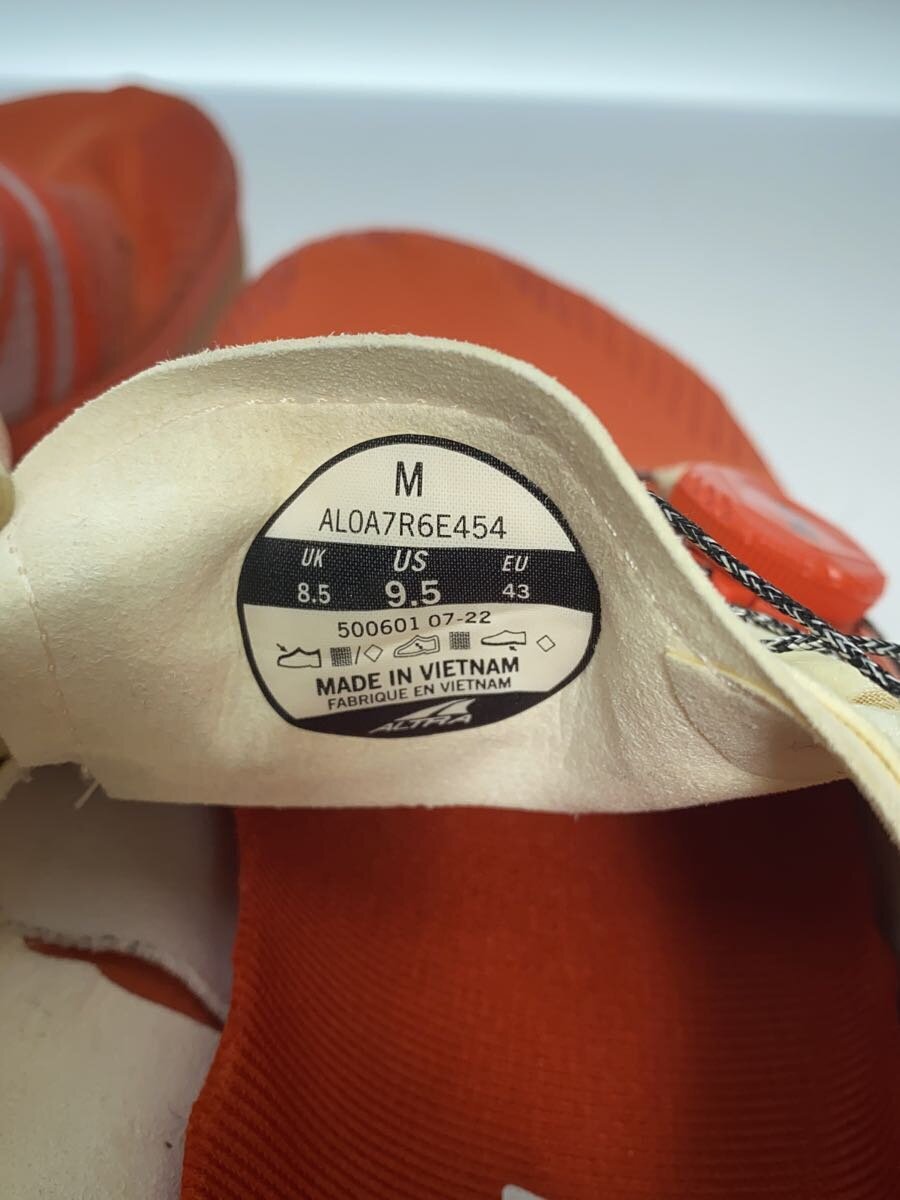 M
AL0A7R6E454
UK US EU
8.5 9.5 43
500601 07-22
MADE IN VIETNAM
FABRIQUE EN VIETNAM
ALTRA